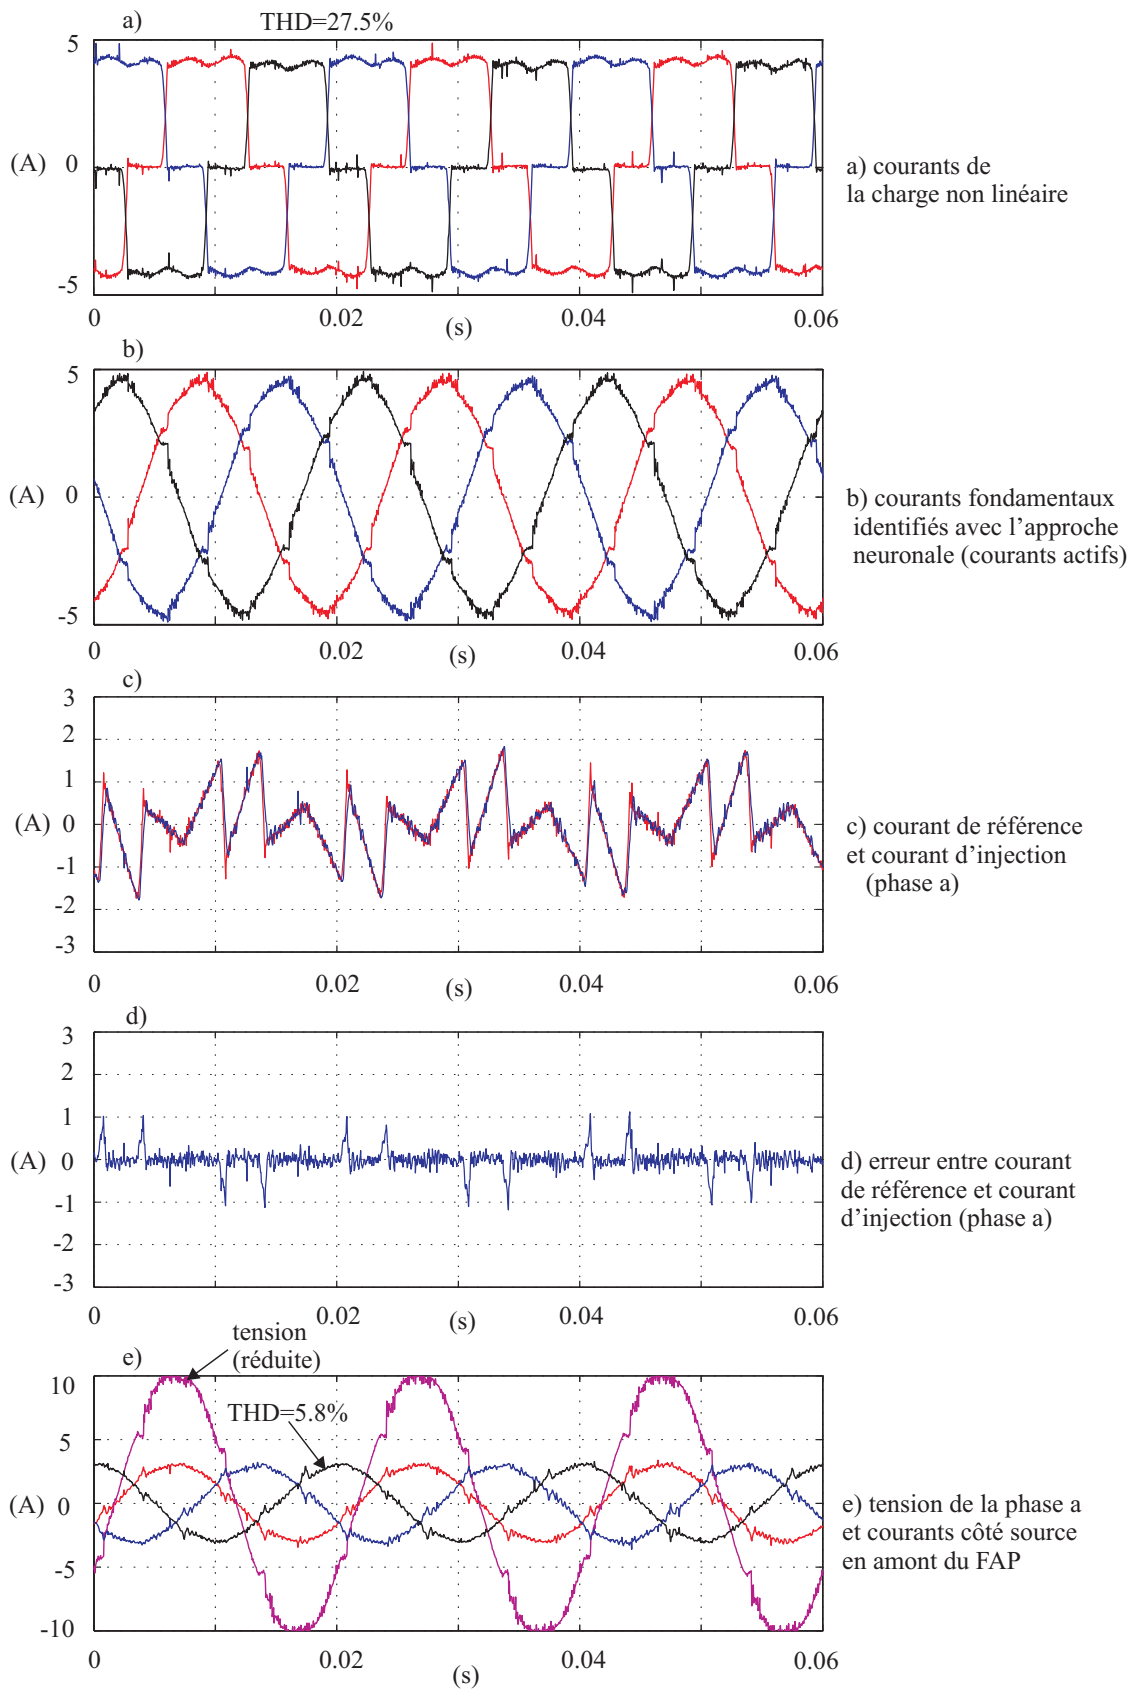 a)
THD=27.5%
5
(A)
0
-5
0
0.02
(s)
0.04
0.06
a) courants de
la charge non linéaire
b)
5
(A)
0
-5
0
0.02
(s)
0.04
0.06
b) courants fondamentaux
identifiés avec l'approche
neuronale (courants actifs)
c)
3
2
1
(A)
0
-1
-2
-3
0
0.02
(s)
0.04
0.06
c) courant de référence
et courant d'injection
(phase a)
d)
3
2
1
(A)
0
-1
-2
-3
0
0.02
(s)
0.04
0.06
d) erreur entre courant
de référence et courant
d'injection (phase a)
e)
tension
(réduite)
THD=5.8%
10
5
(A)
0
-5
-10
0
0.02
(s)
0.04
0.06
e) tension de la phase a
et courants côté source
en amont du FAP